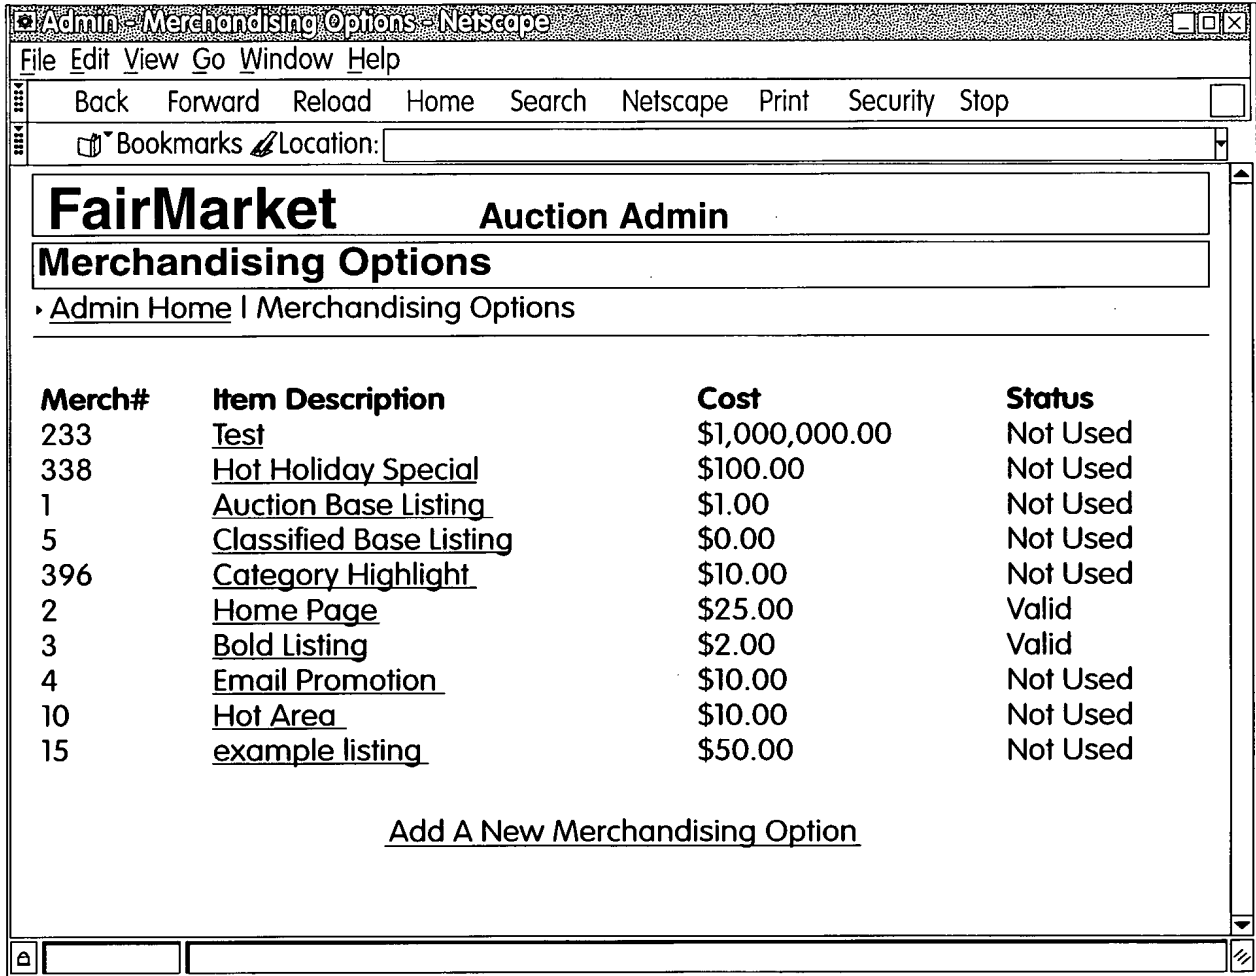 Admin - Merchandising Options - Netscape
File Edit View Go Window Help
Back Forward Reload Home Search Netscape Print Security Stop
Bookmarks Location:
FairMarket Auction Admin
Merchandising Options
Admin Home | Merchandising Options
Merch# Item Description Cost Status
233 Test $1,000,000.00 Not Used
338 Hot Holiday Special $100.00 Not Used
1 Auction Base Listing $1.00 Not Used
5 Classified Base Listing $0.00 Not Used
396 Category Highlight $10.00 Not Used
2 Home Page $25.00 Valid
3 Bold Listing $2.00 Valid
4 Email Promotion $10.00 Not Used
10 Hot Area $10.00 Not Used
15 example listing $50.00 Not Used
Add A New Merchandising Option